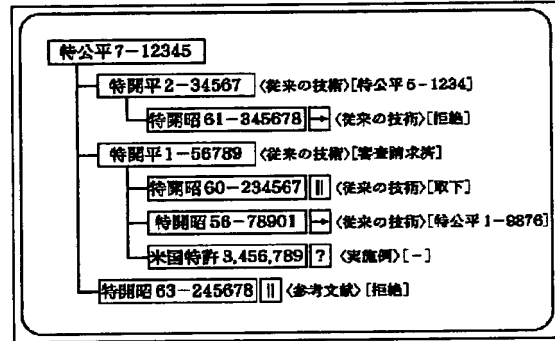 特公平7-12345
特開平2-34567 〈従来の技術〉[特公平5-1234]
特開昭61-345678 → 〈従来の技術〉[拒絶]
特開平1-56789 〈従来の技術〉[審査請求済]
特開昭60-234567 || 〈従来の技術〉[取下]
特開昭56-78901 → 〈従来の技術〉[特公平1-9876]
米国特許3,456,789 ? 〈実施例〉[-]
特開昭63-245678 || 〈参考文献〉[拒絶]